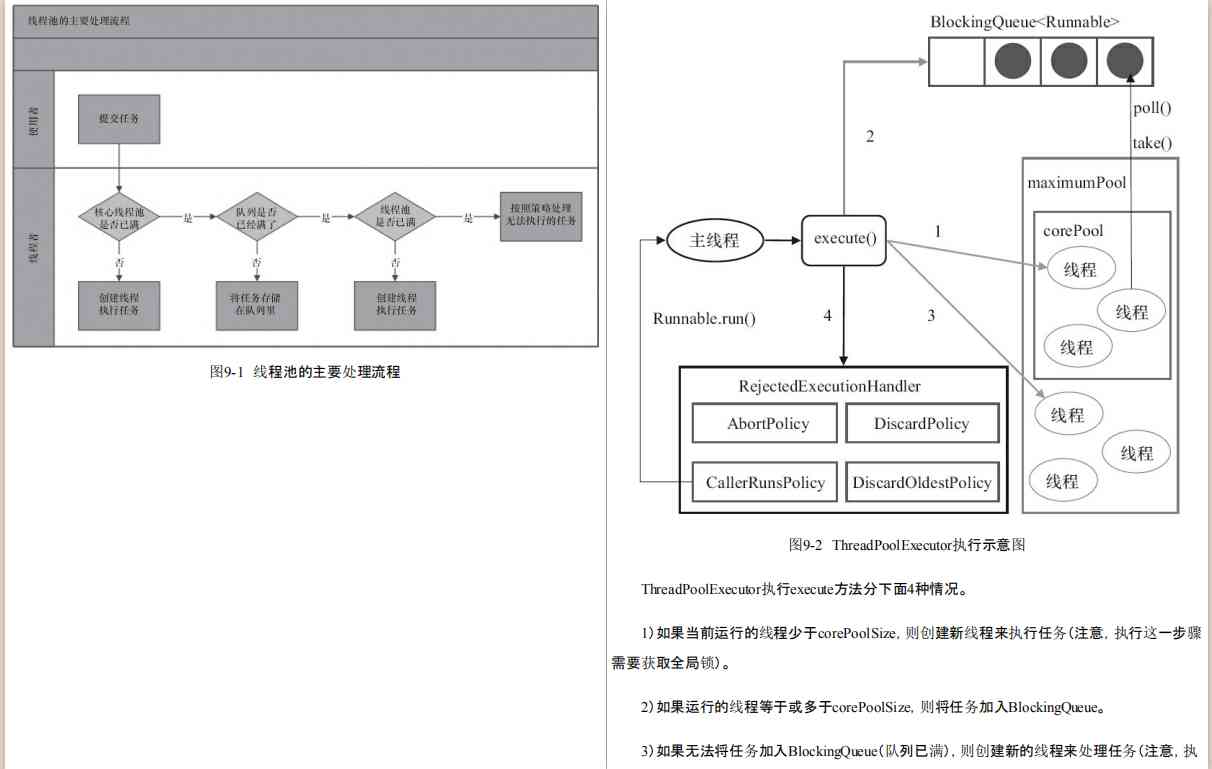 线程池的主要处理流程
使用者
提交任务
线程者
核心线程池
是否已满
是
队列是否
已经满了
是
线程池
是否已满
是
按照策略处理
无法执行的任务
否
否
否
创建线程
执行任务
将任务存储
在队列里
创建线程
执行任务
图9-1 线程池的主要处理流程
BlockingQueue<Runnable>
poll()
2
take()
maximumPool
corePool
主线程
execute()
1
线程
线程
Runnable.run()
4
3
线程
RejectedExecutionHandler
AbortPolicy
DiscardPolicy
线程
线程
CallerRunsPolicy
DiscardOldestPolicy
线程
图9-2 ThreadPoolExecutor执行示意图
ThreadPoolExecutor执行execute方法分下面4种情况。
1）如果当前运行的线程少于corePoolSize，则创建新线程来执行任务（注意，执行这一步骤
需要获取全局锁）。
2）如果运行的线程等于或多于corePoolSize，则将任务加入BlockingQueue。
3）如果无法将任务加入BlockingQueue（队列已满），则创建新的线程来处理任务（注意，执